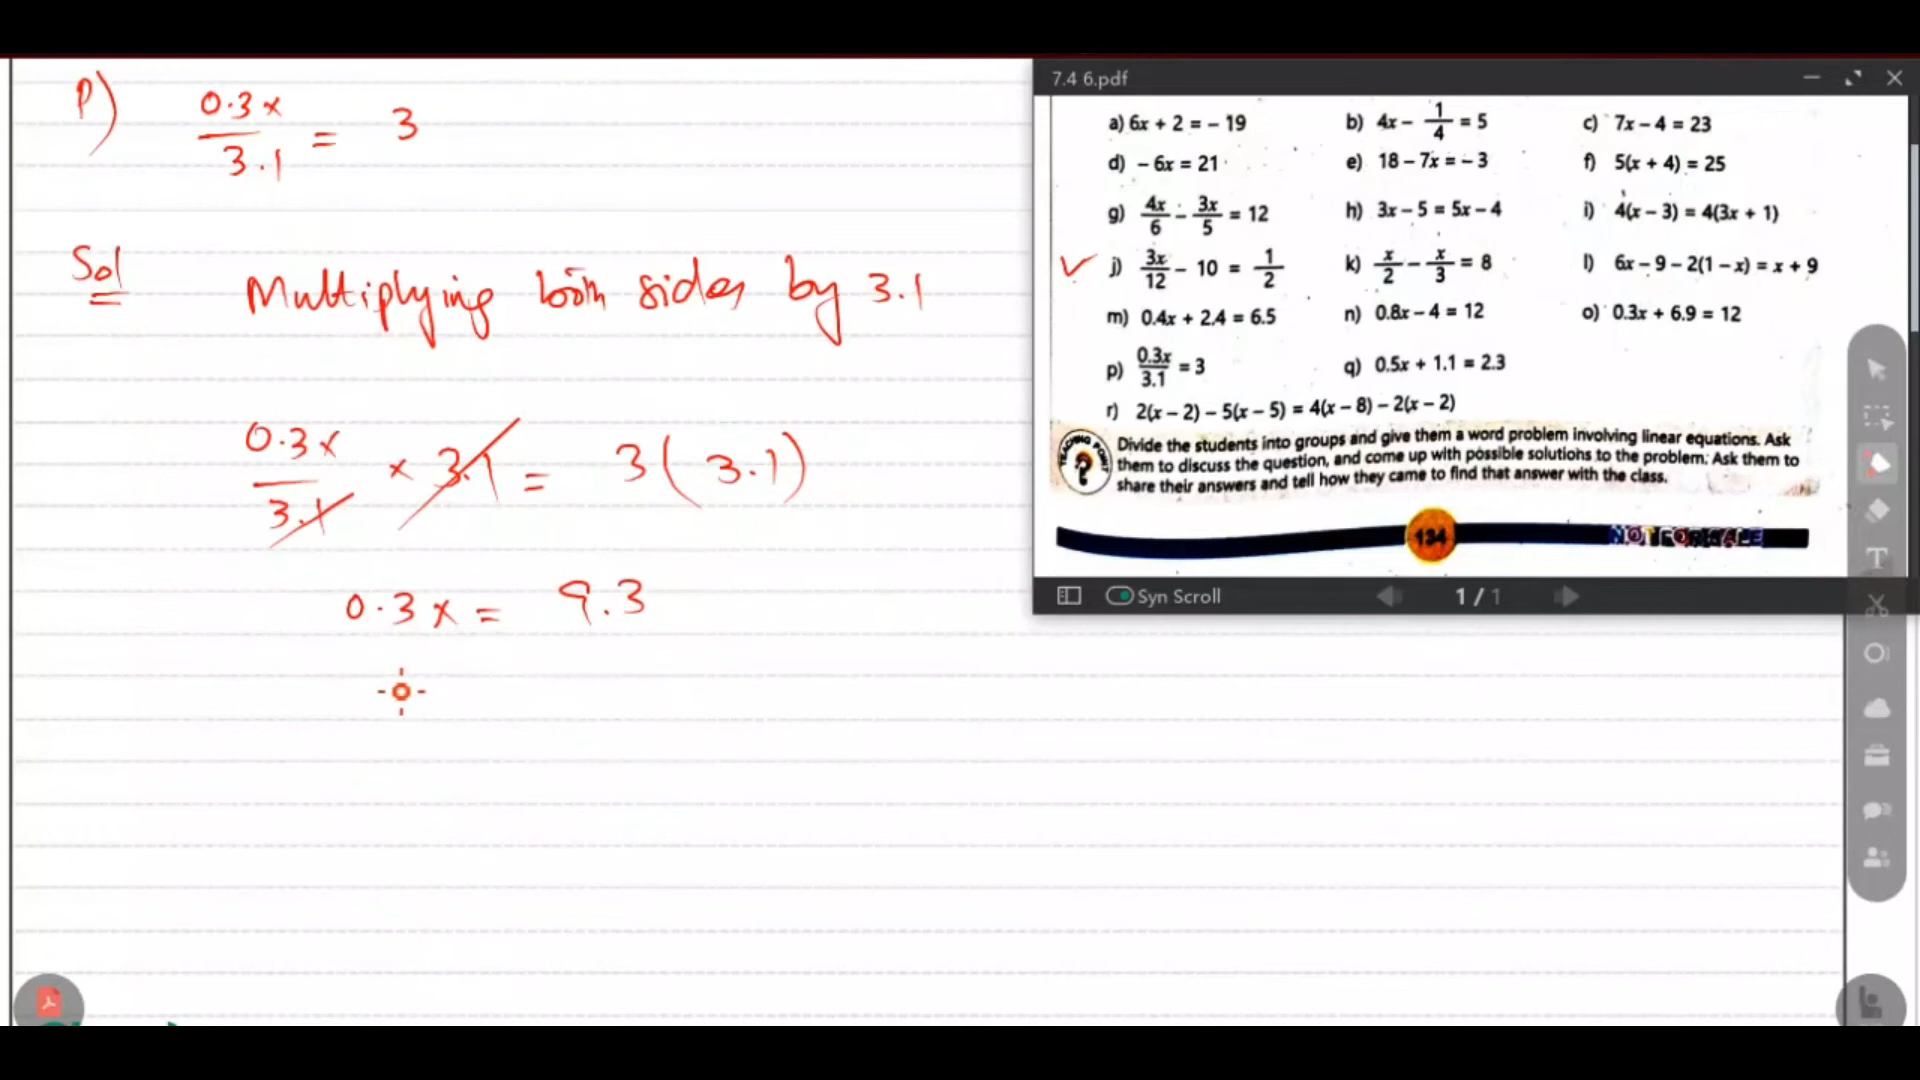 P) 0.3x / 3.1 = 3
Sol Multiplying both sides by 3.1
0.3x / 3.1 × 3.1 = 3(3.1)
0.3x = 9.3
7.4 6.pdf
a) 6x + 2 = – 19 b) 4x – 1/4 = 5 c) 7x – 4 = 23
d) – 6x = 21 e) 18 – 7x = – 3 f) 5(x + 4) = 25
g) 4x/6 – 3x/5 = 12 h) 3x – 5 = 5x – 4 i) 4(x – 3) = 4(3x + 1)
j) 3x/12 – 10 = 1/2 k) x/2 – x/3 = 8 l) 6x – 9 – 2(1 – x) = x + 9
m) 0.4x + 2.4 = 6.5 n) 0.8x – 4 = 12 o) 0.3x + 6.9 = 12
p) 0.3x/3.1 = 3 q) 0.5x + 1.1 = 2.3
r) 2(x – 2) – 5(x – 5) = 4(x – 8) – 2(x – 2)
TEACHING POINT
Divide the students into groups and give them a word problem involving linear equations. Ask
them to discuss the question, and come up with possible solutions to the problem. Ask them to
share their answers and tell how they came to find that answer with the class.
134
NOT FOR SALE
Syn Scroll
1 / 1
T